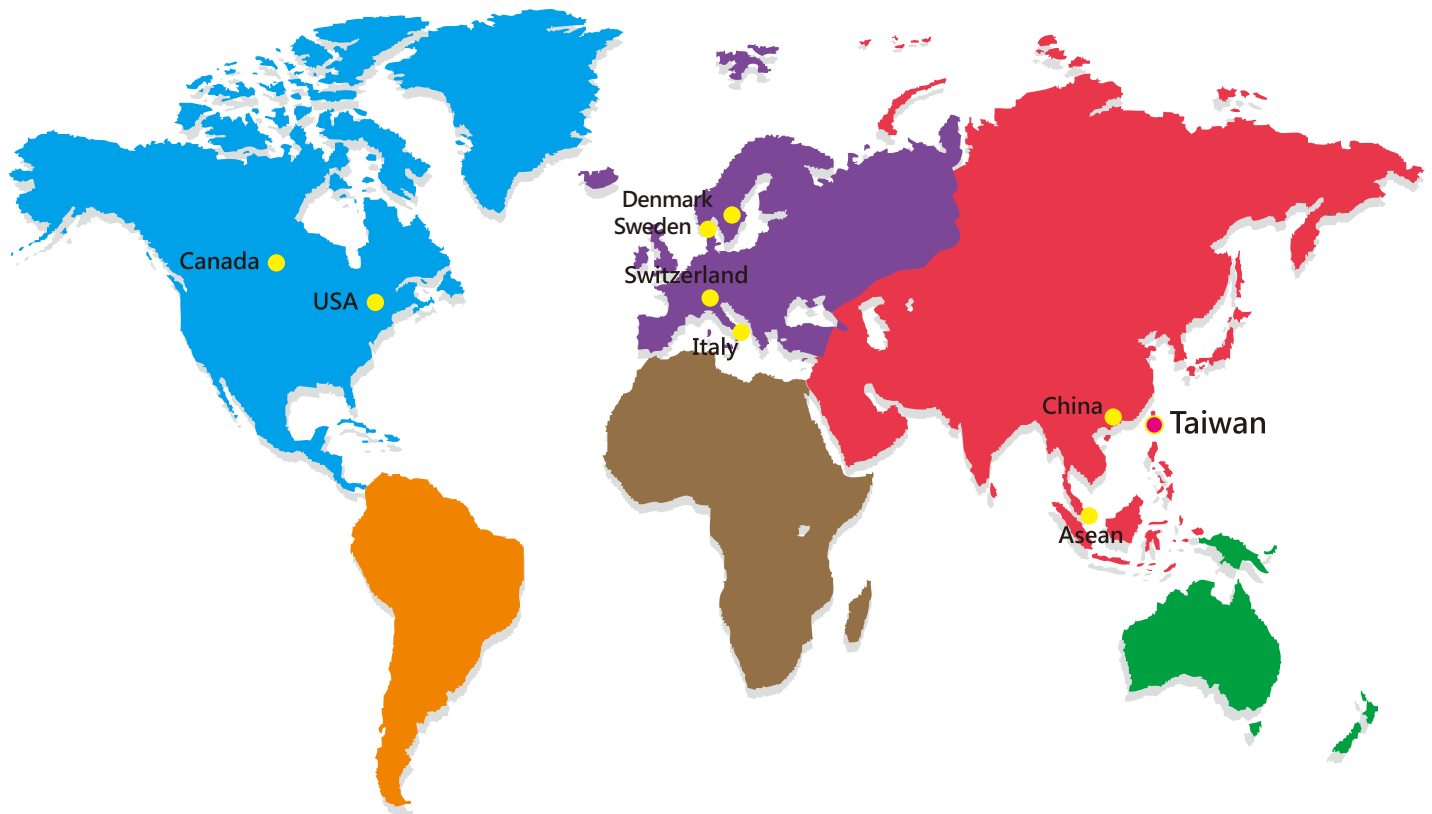 Denmark
Sweden
Canada
Switzerland
USA
Italy
China
Taiwan
Asean